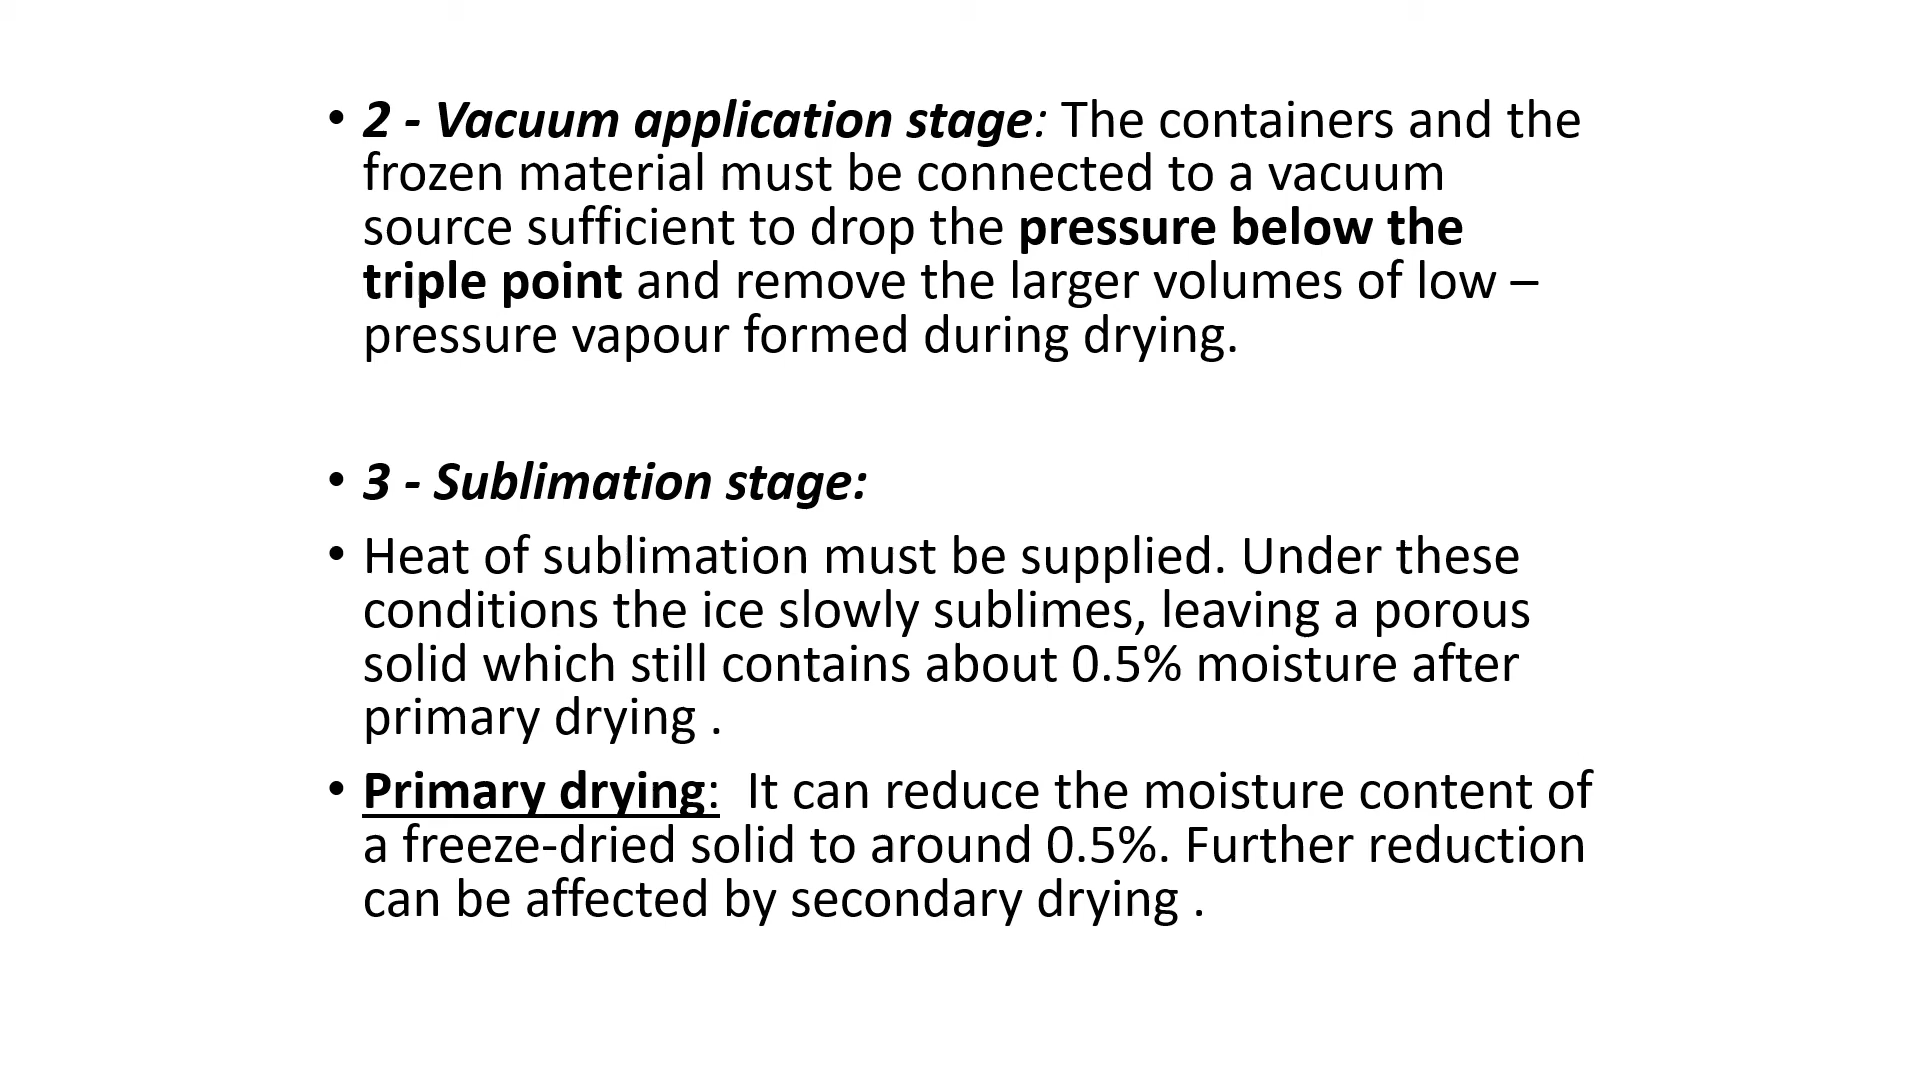 • 2 - Vacuum application stage: The containers and the
frozen material must be connected to a vacuum
source sufficient to drop the pressure below the
triple point and remove the larger volumes of low –
pressure vapour formed during drying.
• 3 - Sublimation stage:
• Heat of sublimation must be supplied. Under these
conditions the ice slowly sublimes, leaving a porous
solid which still contains about 0.5% moisture after
primary drying .
• Primary drying:  It can reduce the moisture content of
a freeze-dried solid to around 0.5%. Further reduction
can be affected by secondary drying .